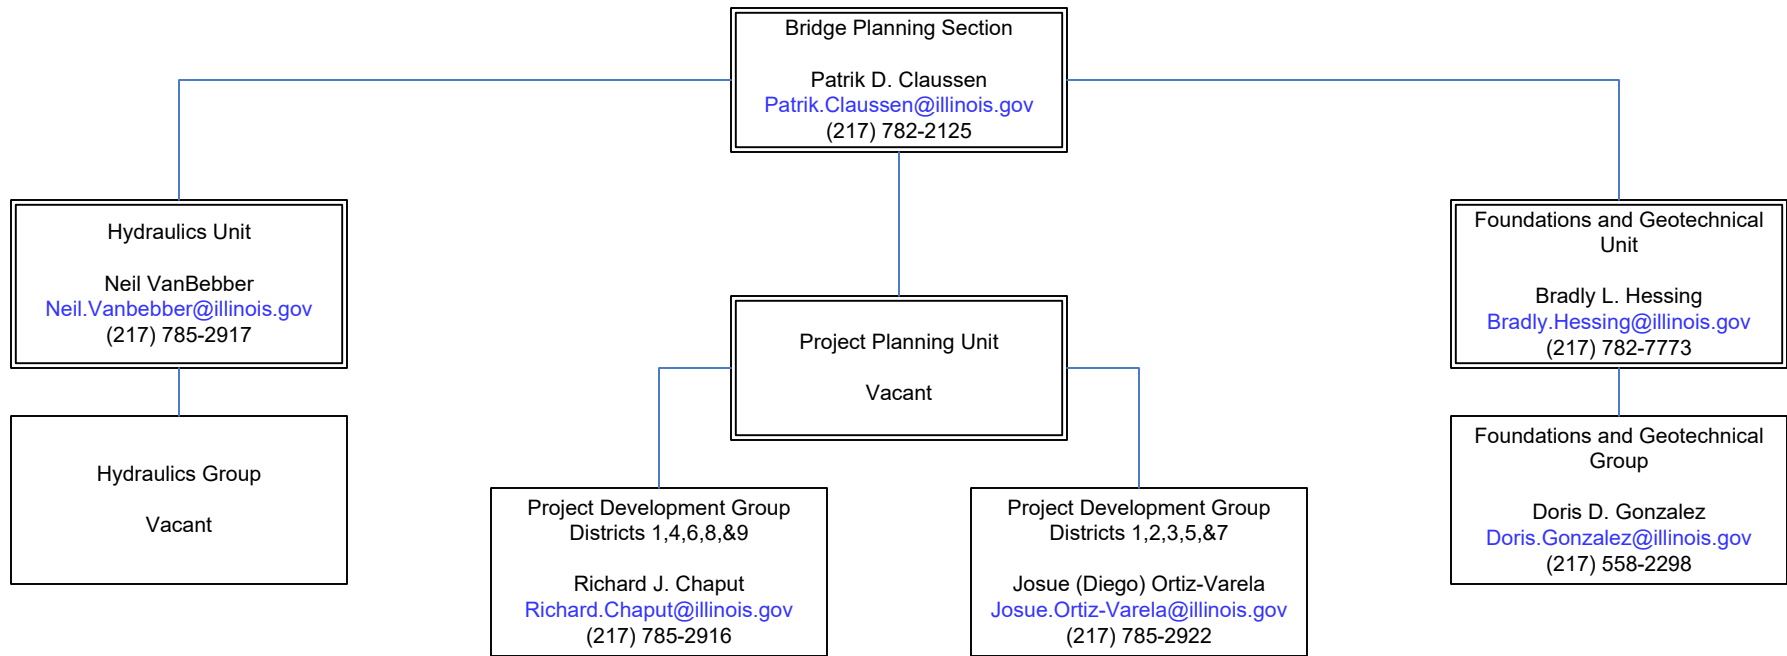 Bridge Planning Section
Patrik D. Claussen
Patrik.Claussen@illinois.gov
(217) 782-2125
Hydraulics Unit
Neil VanBebber
Neil.Vanbebber@illinois.gov
(217) 785-2917
Project Planning Unit
Vacant
Foundations and Geotechnical
Unit
Bradly L. Hessing
Bradly.Hessing@illinois.gov
(217) 782-7773
Hydraulics Group
Vacant
Project Development Group
Districts 1,4,6,8,&9
Richard J. Chaput
Richard.Chaput@illinois.gov
(217) 785-2916
Project Development Group
Districts 1,2,3,5,&7
Josue (Diego) Ortiz-Varela
Josue.Ortiz-Varela@illinois.gov
(217) 785-2922
Foundations and Geotechnical
Group
Doris D. Gonzalez
Doris.Gonzalez@illinois.gov
(217) 558-2298